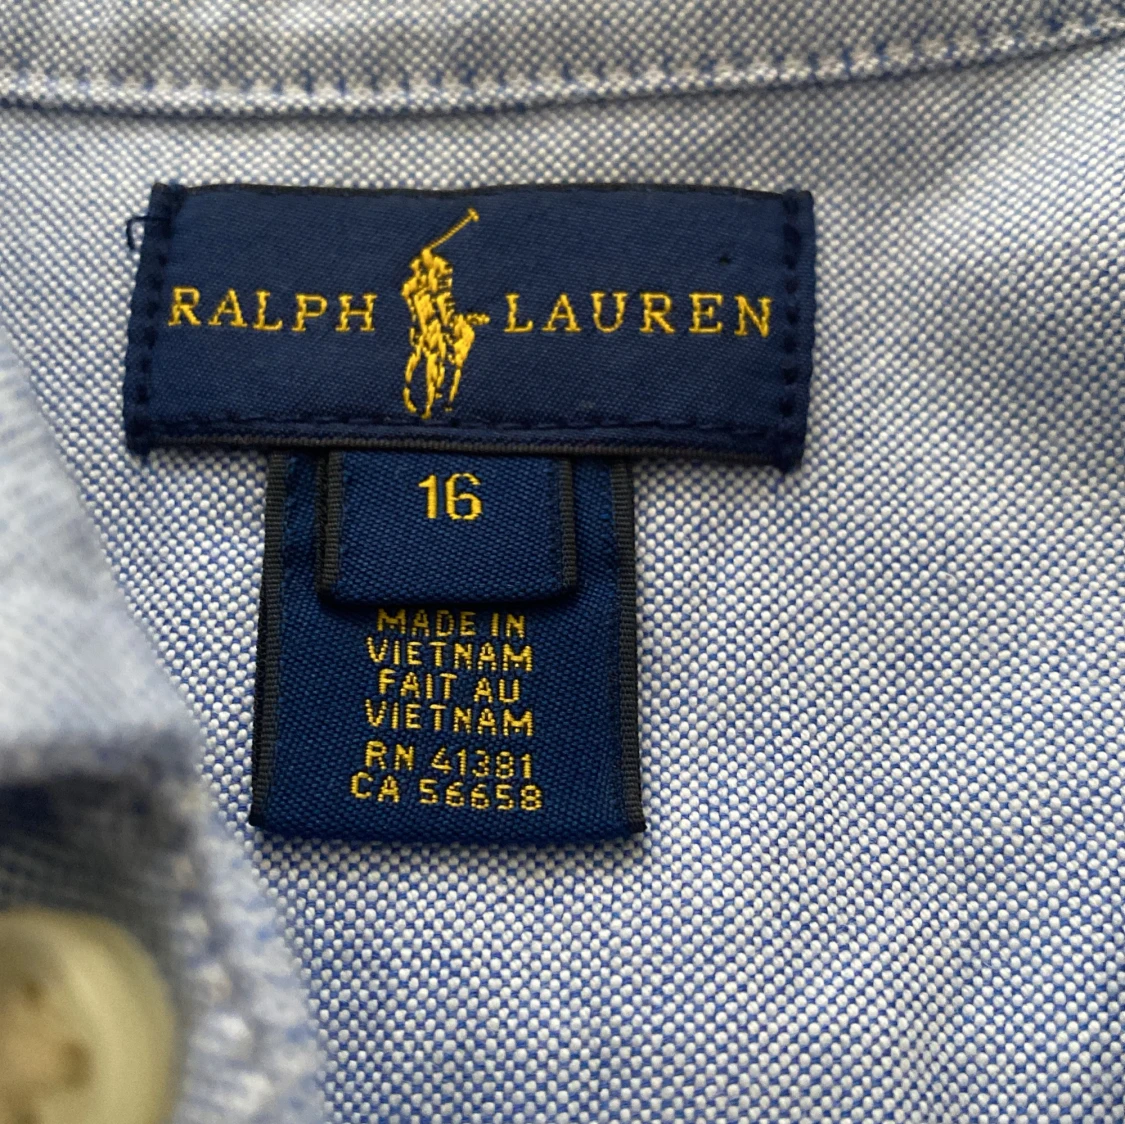 RALPH LAUREN
16
MADE IN
VIETNAM
FAIT AU
VIETNAM
RN 41381
CA 56658